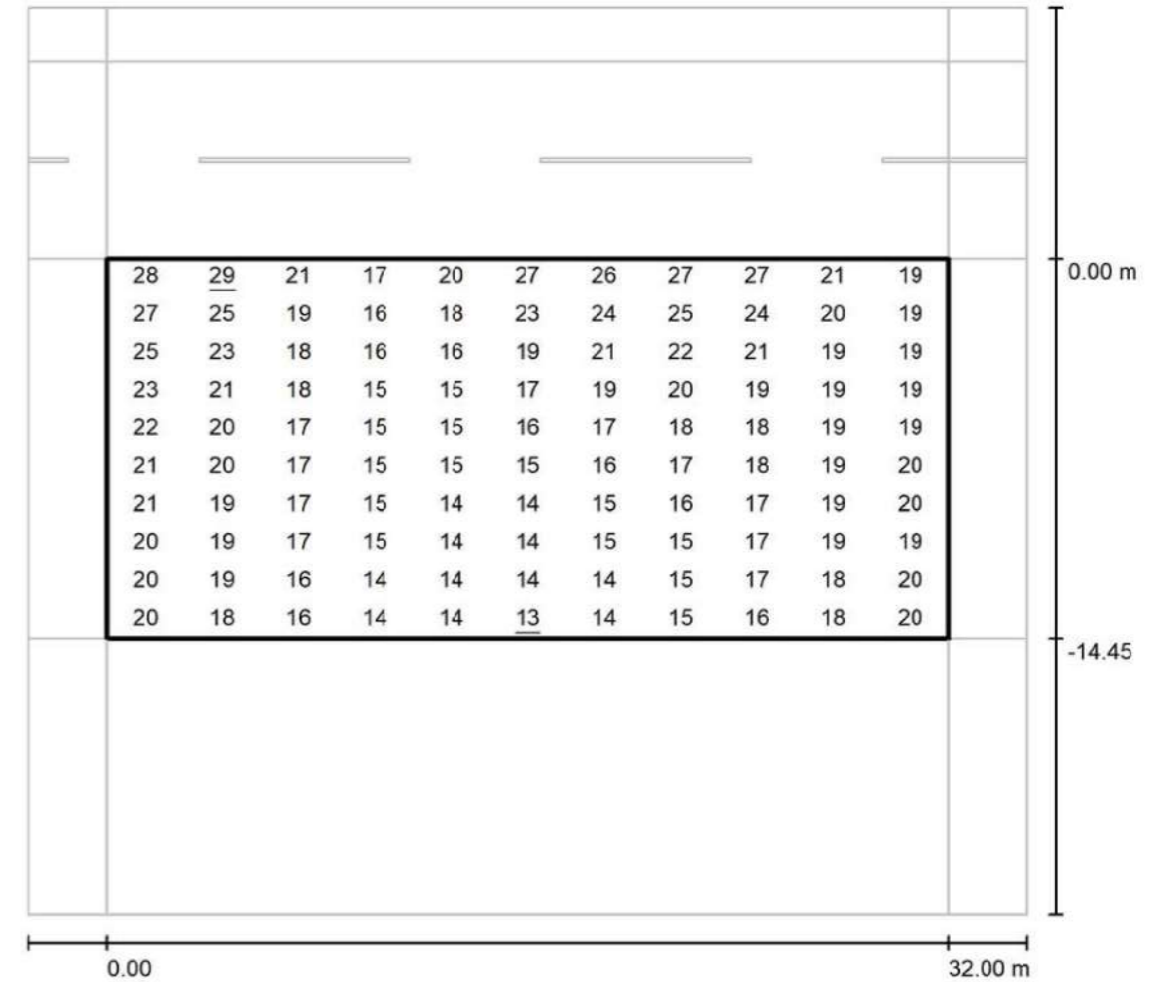 28 29 21 17 20 27 26 27 27 21 19
0.00 m
27 25 19 16 18 23 24 25 24 20 19
25 23 18 16 16 19 21 22 21 19 19
23 21 18 15 15 17 19 20 19 19 19
22 20 17 15 15 16 17 18 18 19 19
21 20 17 15 15 15 16 17 18 19 20
21 19 17 15 14 14 15 16 17 19 20
20 19 17 15 14 14 15 15 17 19 19
20 19 16 14 14 14 14 15 17 18 20
20 18 16 14 14 13 14 15 16 18 20
-14.45
0.00
32.00 m